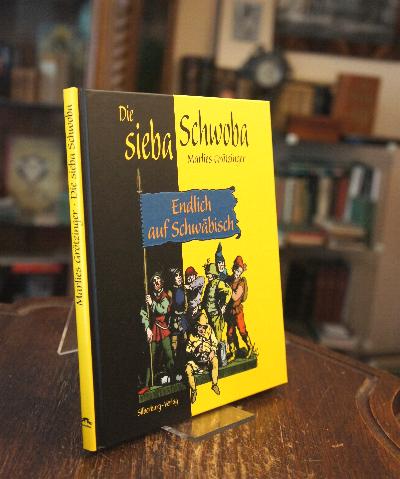 Die
sieba Schwoba
Marlies Grötzinger
Endlich
auf Schwäbisch
Silberburg-Verlag
Marlies Grötzinger · Die sieba Schwoba